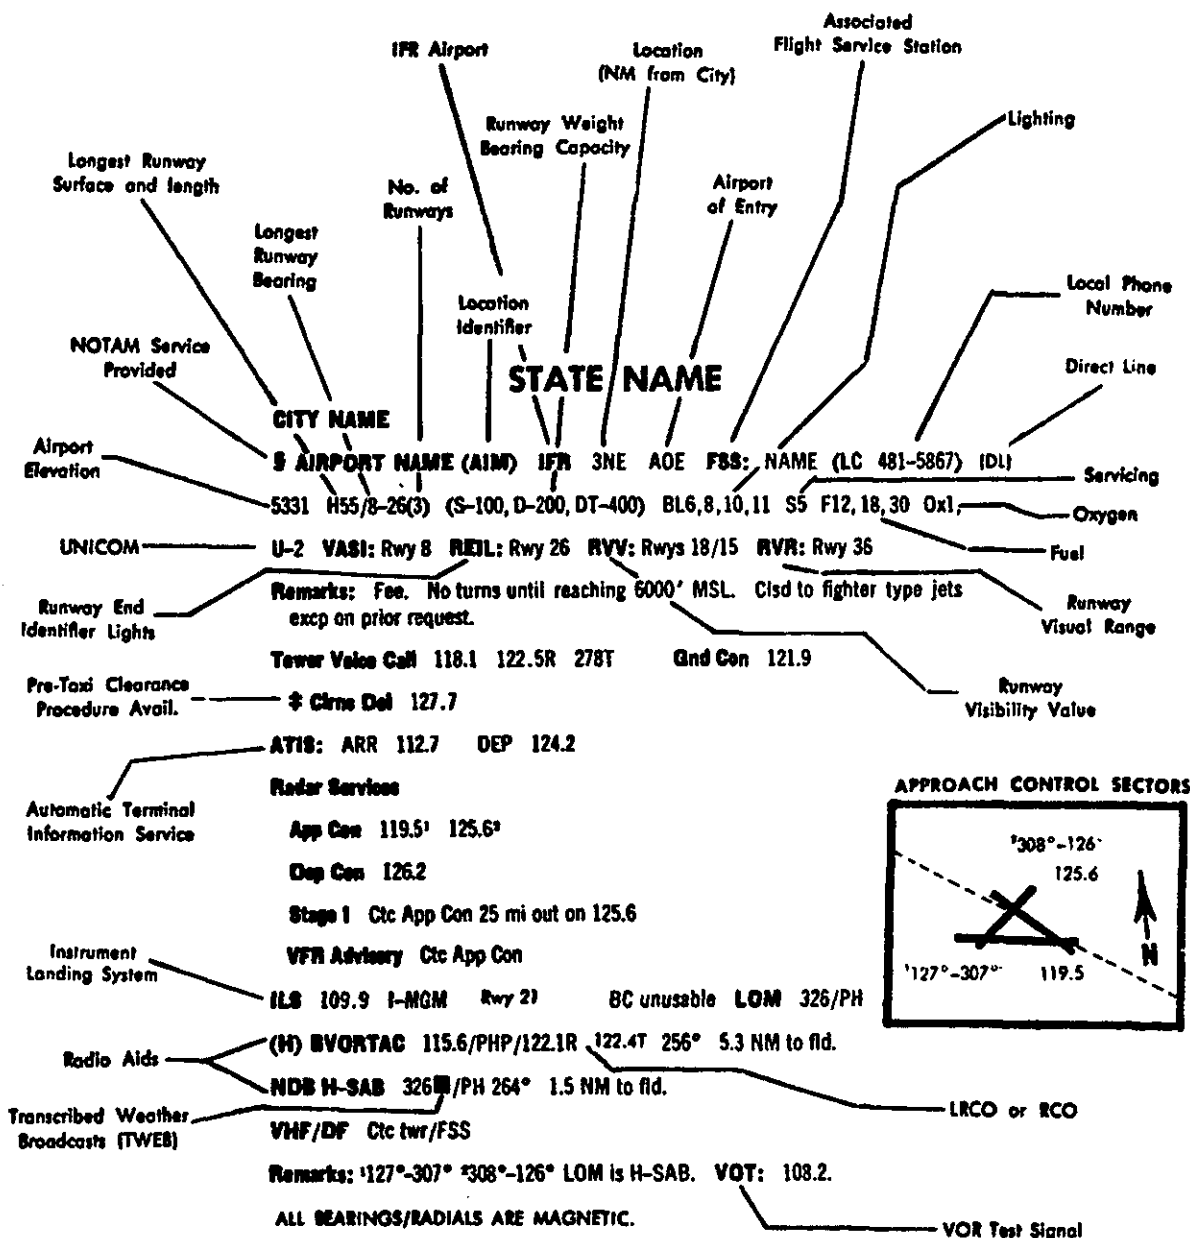 Associated
Flight Service Station
IFR Airport
Location
(NM from City)
Lighting
Runway Weight
Bearing Capacity
Longest Runway
Surface and length
No. of
Runways
Airport
of Entry
Longest
Runway
Bearing
Local Phone
Number
Location
Identifier
NOTAM Service
Provided
Direct Line
STATE NAME
CITY NAME
Airport
Elevation
§ AIRPORT NAME (AIM) IFR 3NE AOE FSS: NAME (LC 481-5867) (DL)
Servicing
5331 H55/8-26(3) (S-100, D-200, DT-400) BL6,8,10,11 S5 F12,18,30 Ox1,
Oxygen
UNICOM
U-2 VASI: Rwy 8 REIL: Rwy 26 RVV: Rwys 18/15 RVR: Rwy 36
Fuel
Remarks: Fee. No turns until reaching 6000' MSL. Clsd to fighter type jets
excp on prior request.
Runway End
Identifier Lights
Runway
Visual Range
Tower Voice Call 118.1 122.5R 278T Gnd Con 121.9
Pre-Taxi Clearance
Procedure Avail.
‡ Clrnc Del 127.7
Runway
Visibility Value
ATIS: ARR 112.7 DEP 124.2
Automatic Terminal
Information Service
Radar Services
App Con 119.5¹ 125.6²
Dep Con 126.2
Stage I Ctc App Con 25 mi out on 125.6
VFR Advisory Ctc App Con
APPROACH CONTROL SECTORS
²308°-126°
125.6
N
¹127°-307°
119.5
Instrument
Landing System
ILS 109.9 I-MGM Rwy 21 BC unusable LOM 326/PH
Radio Aids
(H) BVORTAC 115.6/PHP/122.1R 122.4T 256° 5.3 NM to fld.
NDB H-SAB 326■/PH 264° 1.5 NM to fld.
LRCO or RCO
Transcribed Weather
Broadcasts (TWEB)
VHF/DF Ctc twr/FSS
Remarks: ¹127°-307° ²308°-126° LOM is H-SAB. VOT: 108.2.
ALL BEARINGS/RADIALS ARE MAGNETIC.
VOR Test Signal